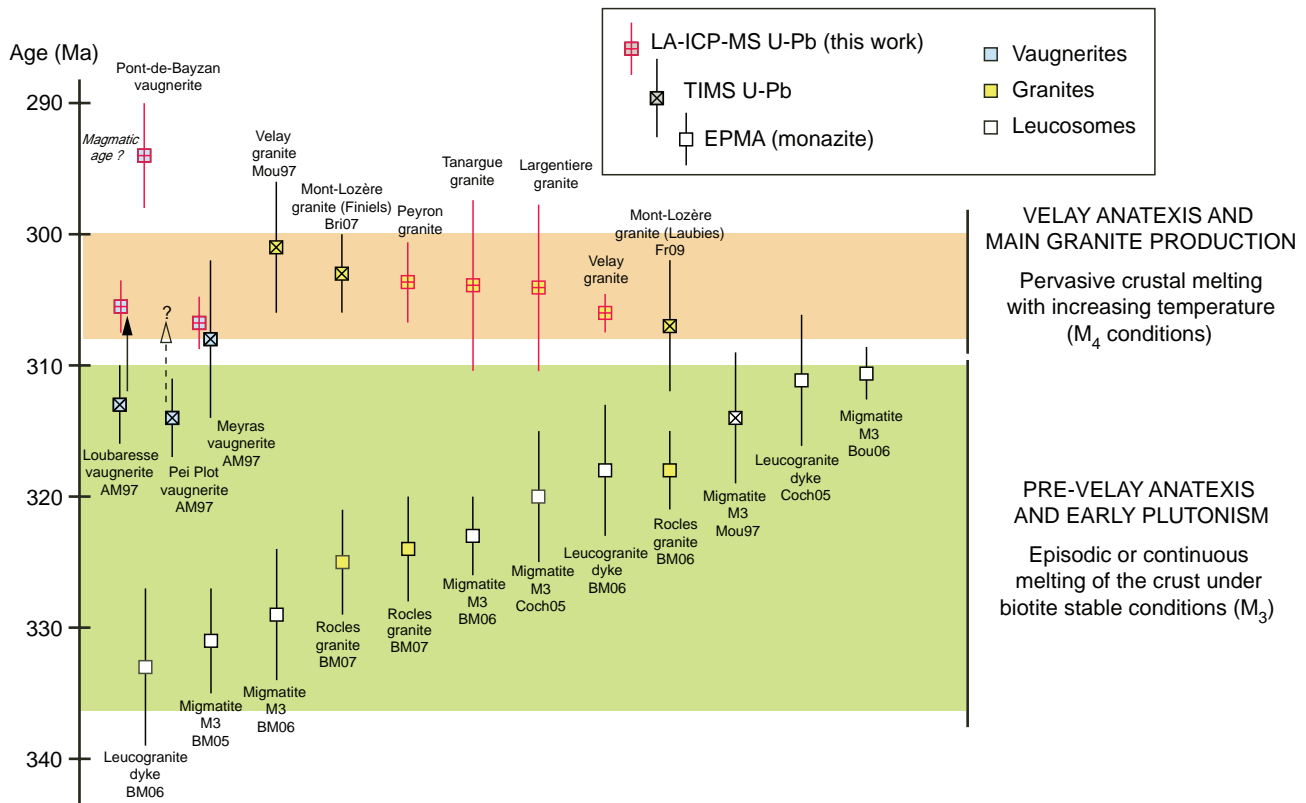 Age (Ma)
290
300
310
320
330
340
LA-ICP-MS U-Pb (this work)
TIMS U-Pb
EPMA (monazite)
Vaugnerites
Granites
Leucosomes
Pont-de-Bayzan
vaugnerite
Magmatic
age ?
Velay
granite
Mou97
Mont-Lozère
granite (Finiels)
Bri07
Peyron
granite
Tanargue
granite
Largentiere
granite
Velay
granite
Mont-Lozère
granite (Laubies)
Fr09
?
Loubaresse
vaugnerite
AM97
Pei Plot
vaugnerite
AM97
Meyras
vaugnerite
AM97
Leucogranite
dyke
BM06
Migmatite
M3
BM05
Migmatite
M3
BM06
Rocles
granite
BM07
Rocles
granite
BM07
Migmatite
M3
BM06
Migmatite
M3
Coch05
Leucogranite
dyke
BM06
Rocles
granite
BM06
Migmatite
M3
Mou97
Leucogranite
dyke
Coch05
Migmatite
M3
Bou06
VELAY ANATEXIS AND
MAIN GRANITE PRODUCTION
Pervasive crustal melting
with increasing temperature
(M4 conditions)
PRE-VELAY ANATEXIS
AND EARLY PLUTONISM
Episodic or continuous
melting of the crust under
biotite stable conditions (M3)